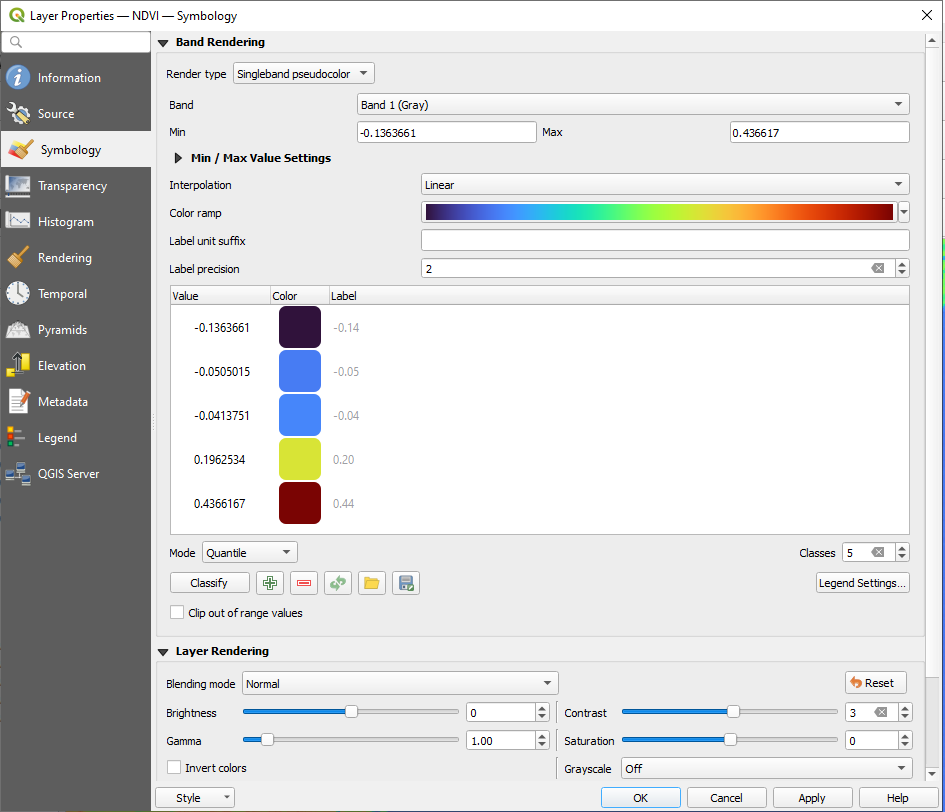 Layer Properties — NDVI — Symbology
Information
Source
Symbology
Transparency
Histogram
Rendering
Temporal
Pyramids
Elevation
Metadata
Legend
QGIS Server
Band Rendering
Render type Singleband pseudocolor
Band Band 1 (Gray)
Min -0.1363661 Max 0.436617
Min / Max Value Settings
Interpolation Linear
Color ramp
Label unit suffix
Label precision 2
Value Color Label
-0.1363661 -0.14
-0.0505015 -0.05
-0.0413751 -0.04
0.1962534 0.20
0.4366167 0.44
Mode Quantile Classes 5
Classify Legend Settings...
Clip out of range values
Layer Rendering
Blending mode Normal Reset
Brightness 0 Contrast 3
Gamma 1.00 Saturation 0
Invert colors Grayscale Off
Style OK Cancel Apply Help